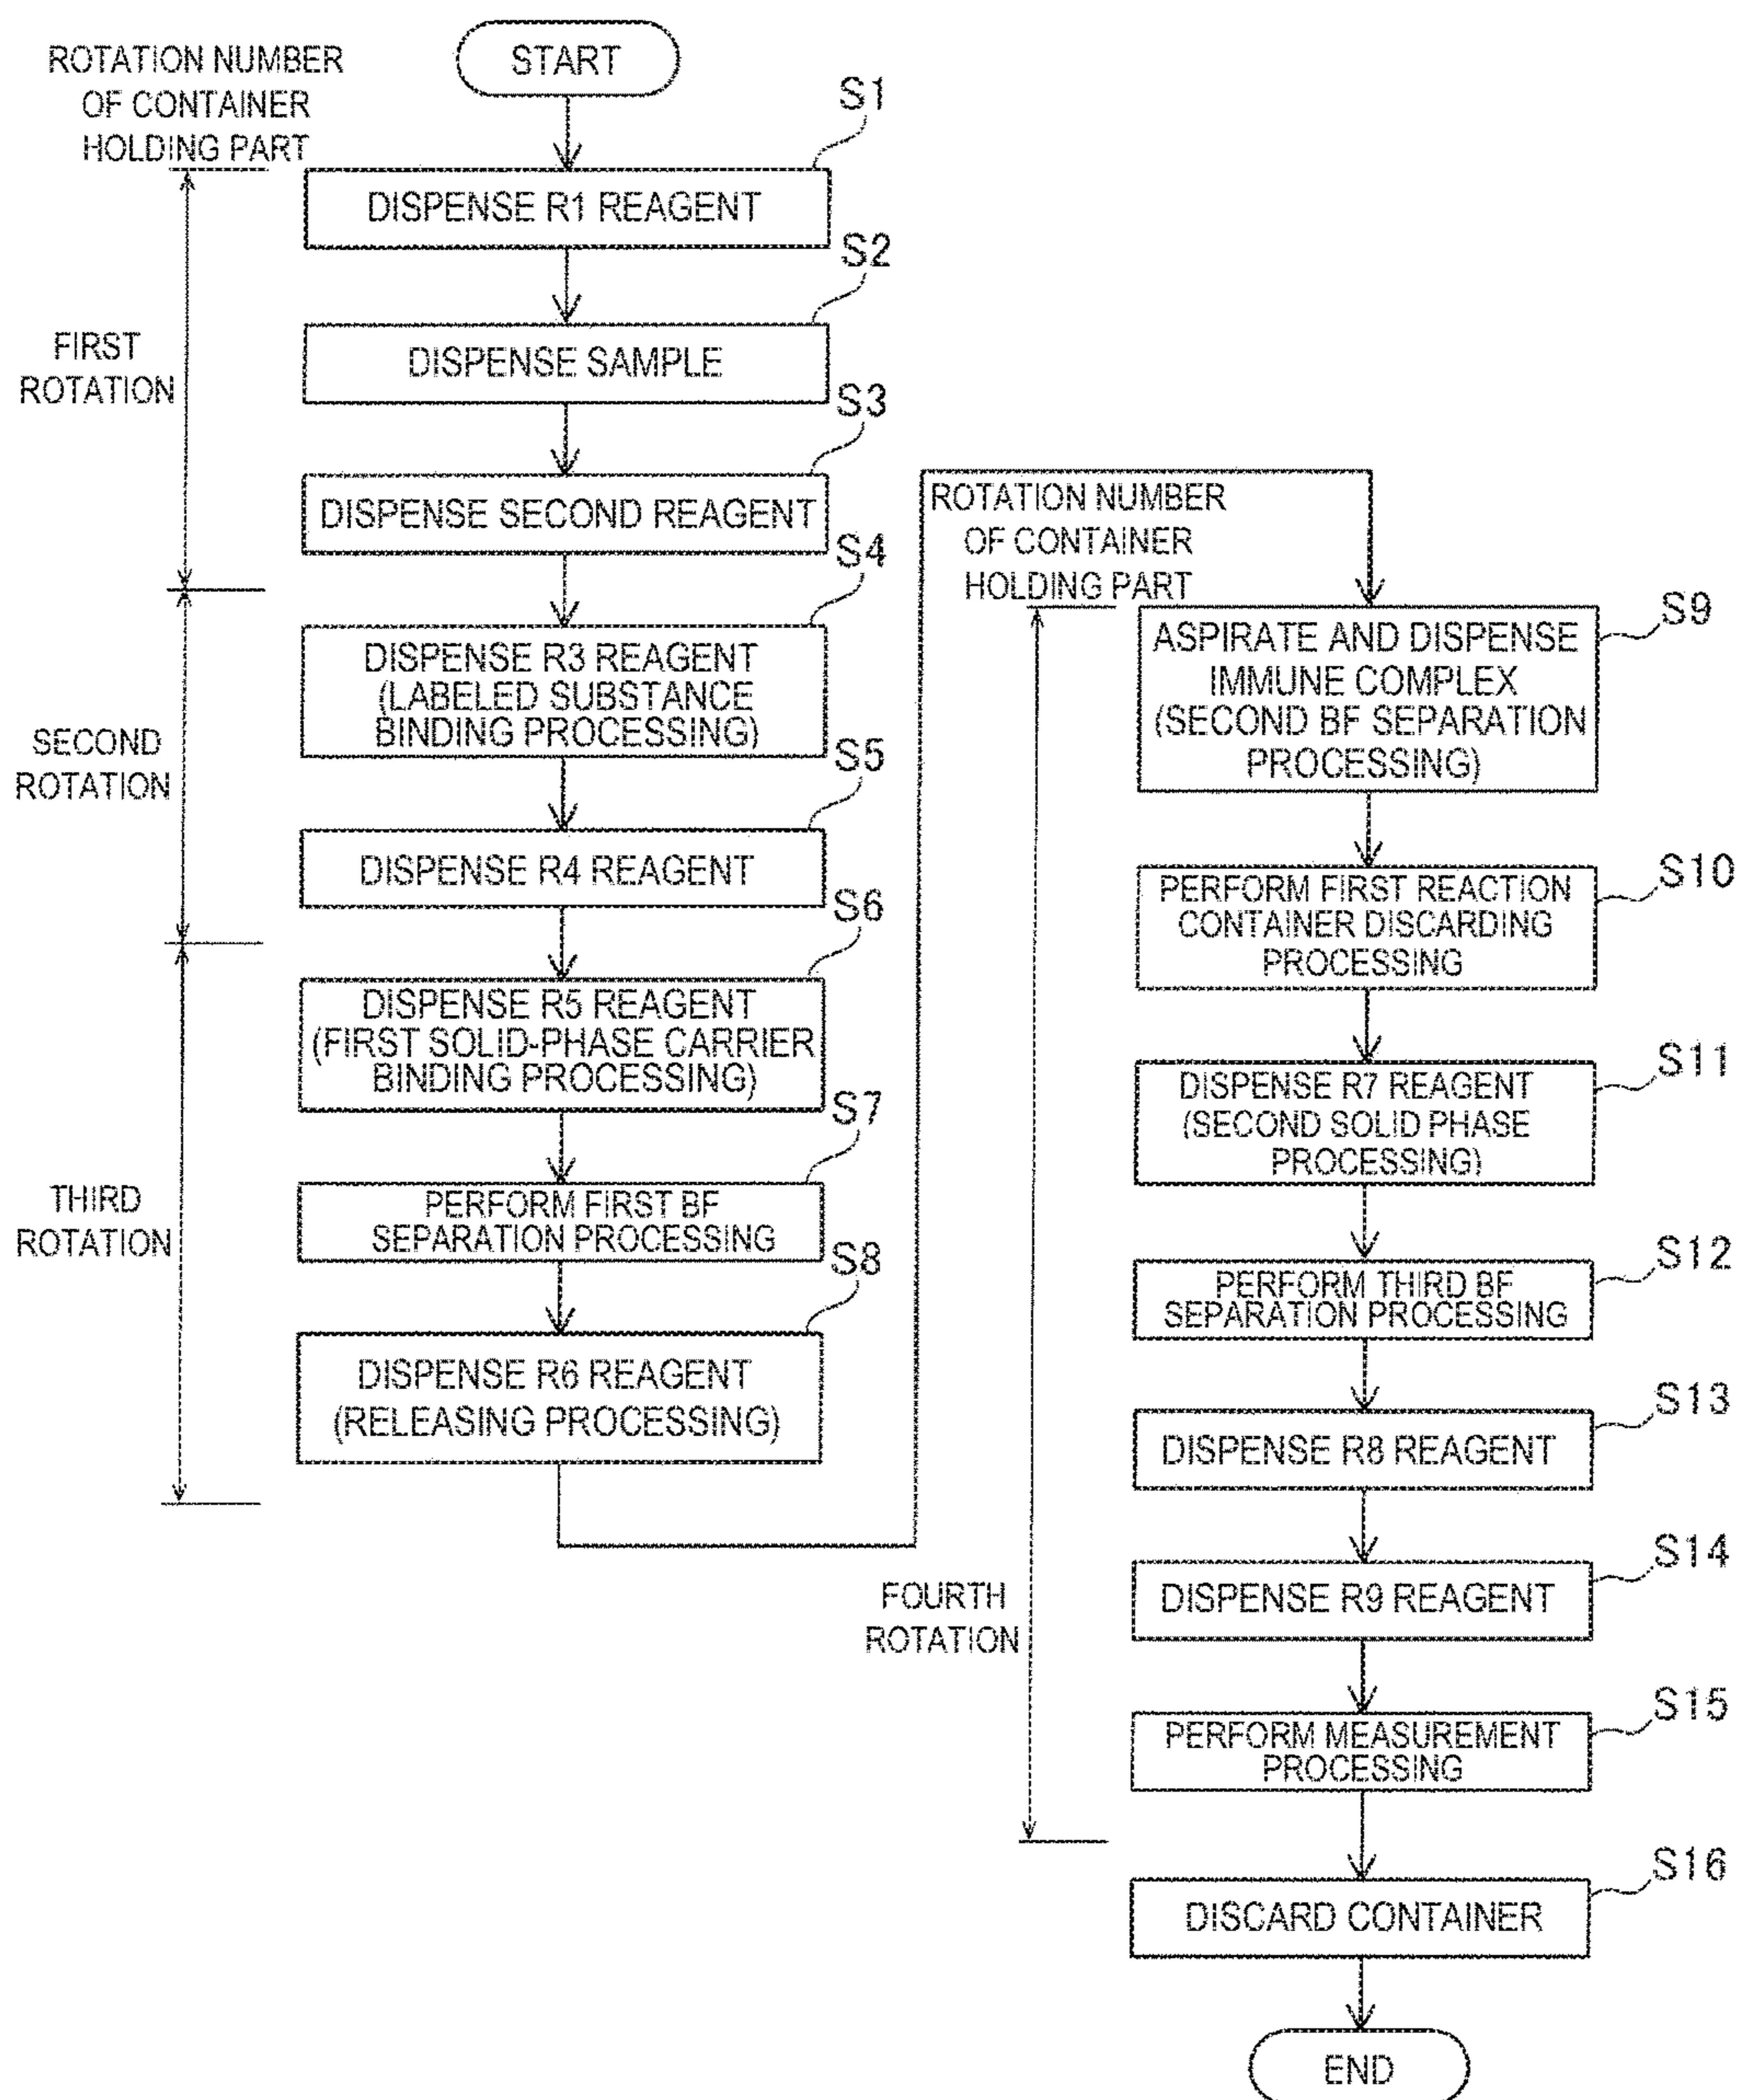 ROTATION NUMBER
OF CONTAINER
HOLDING PART
START
S1
DISPENSE R1 REAGENT
S2
DISPENSE SAMPLE
FIRST
ROTATION
S3
DISPENSE SECOND REAGENT
S4
DISPENSE R3 REAGENT
(LABELED SUBSTANCE
BINDING PROCESSING)
SECOND
ROTATION
S5
DISPENSE R4 REAGENT
S6
DISPENSE R5 REAGENT
(FIRST SOLID-PHASE CARRIER
BINDING PROCESSING)
S7
PERFORM FIRST BF
SEPARATION PROCESSING
THIRD
ROTATION
S8
DISPENSE R6 REAGENT
(RELEASING PROCESSING)
ROTATION NUMBER
OF CONTAINER
HOLDING PART
S9
ASPIRATE AND DISPENSE
IMMUNE COMPLEX
(SECOND BF SEPARATION
PROCESSING)
S10
PERFORM FIRST REACTION
CONTAINER DISCARDING
PROCESSING
S11
DISPENSE R7 REAGENT
(SECOND SOLID PHASE
PROCESSING)
S12
PERFORM THIRD BF
SEPARATION PROCESSING
S13
DISPENSE R8 REAGENT
S14
DISPENSE R9 REAGENT
FOURTH
ROTATION
S15
PERFORM MEASUREMENT
PROCESSING
S16
DISCARD CONTAINER
END